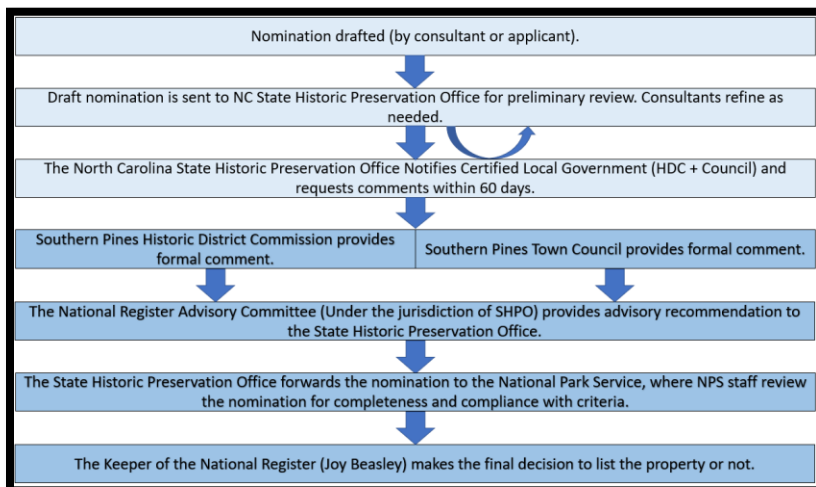 Nomination drafted (by consultant or applicant).
Draft nomination is sent to NC State Historic Preservation Office for preliminary review. Consultants refine as
needed.
The North Carolina State Historic Preservation Office Notifies Certified Local Government (HDC + Council) and
requests comments within 60 days.
Southern Pines Historic District Commission provides
formal comment.
Southern Pines Town Council provides formal comment.
The National Register Advisory Committee (Under the jurisdiction of SHPO) provides advisory recommendation to
the State Historic Preservation Office.
The State Historic Preservation Office forwards the nomination to the National Park Service, where NPS staff review
the nomination for completeness and compliance with criteria.
The Keeper of the National Register (Joy Beasley) makes the final decision to list the property or not.